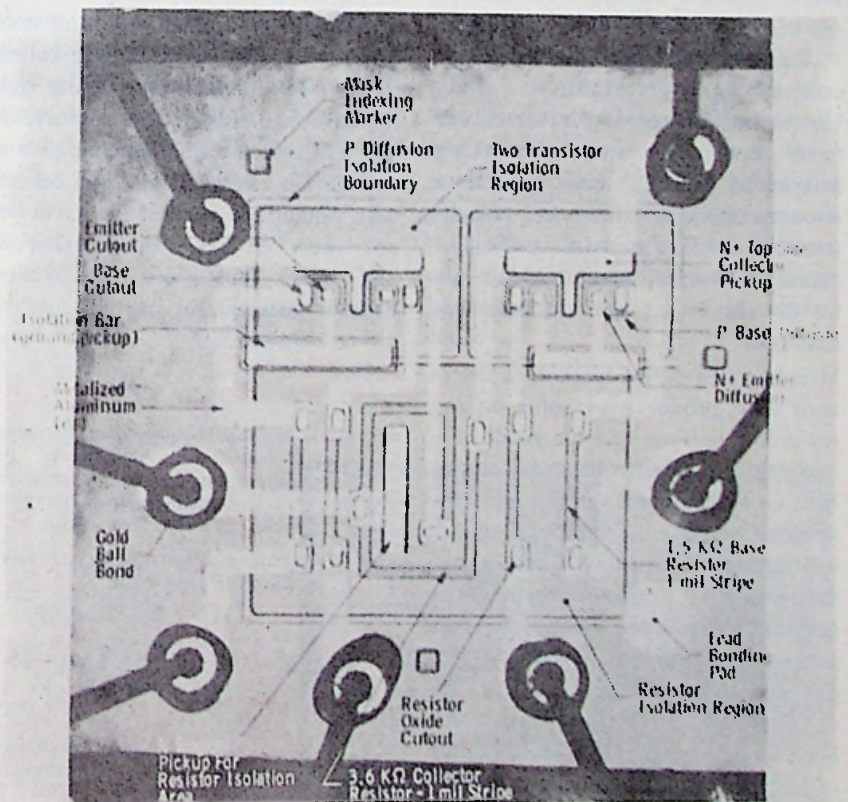 Mask
Indexing
Marker
P Diffusion
Isolation
Boundary
Two Transistor
Isolation
Region
Emitter
Cutout
Base
Cutout
Isolation Bar
(ground pickup)
Metalized
Aluminum
Gold
Ball
Bond
N+ Top
Collector
Pickup
P Base Diffusion
N+ Emitter
Diffusion
1.5 KΩ Base
Resistor
1 mil Stripe
Lead
Bonding
Pad
Resistor
Isolation Region
Resistor
Oxide
Cutout
Pickup For
Resistor Isolation
Area
3.6 KΩ Collector
Resistor - 1 mil Stripe